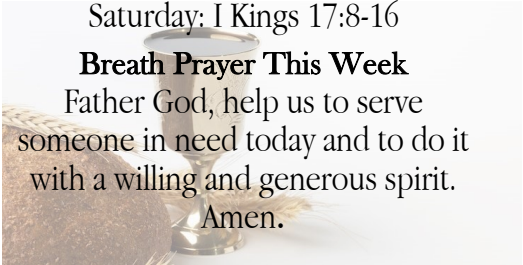 Saturday: I Kings 17:8-16
Breath Prayer This Week
Father God, help us to serve
someone in need today and to do it
with a willing and generous spirit.
Amen.